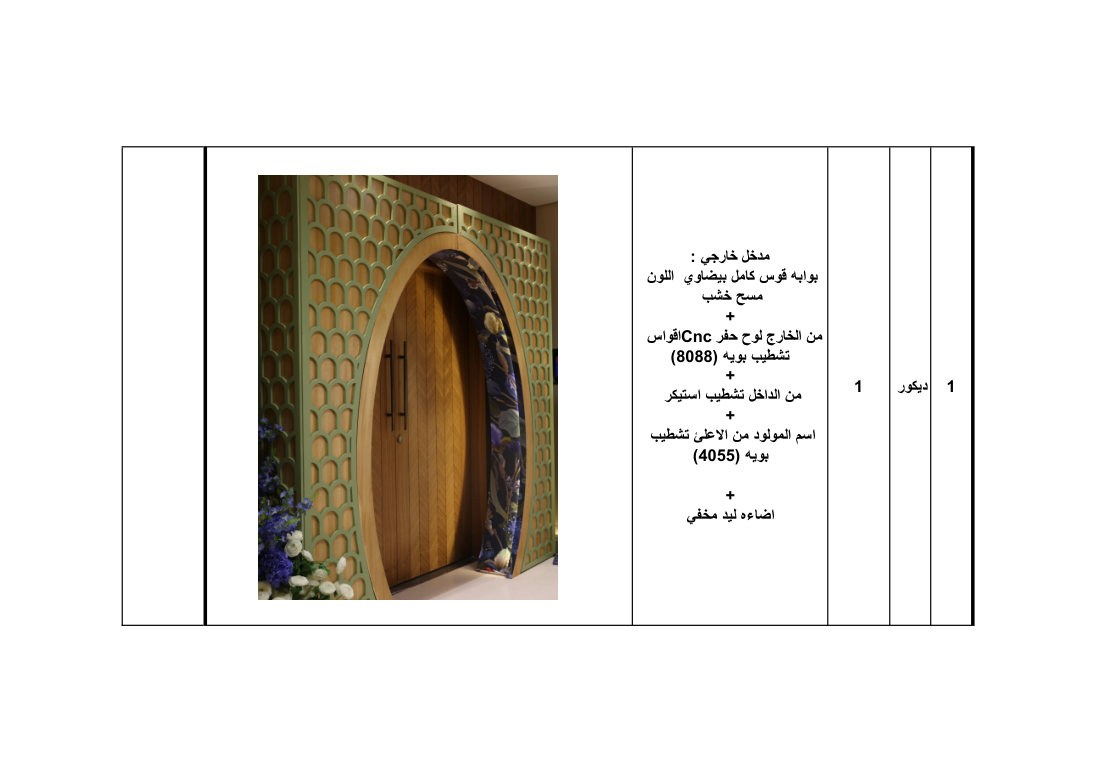 1
ديكور
1
مدخل خارجي :
بوابه قوس كامل بيضاوي اللون
مسح خشب
+
من الخارج لوح حفر Cncاقواس
تشطيب بويه (8088)
+
من الداخل تشطيب استيكر
+
اسم المولود من الاعلئ تشطيب
بويه (4055)
+
اضاءه ليد مخفي